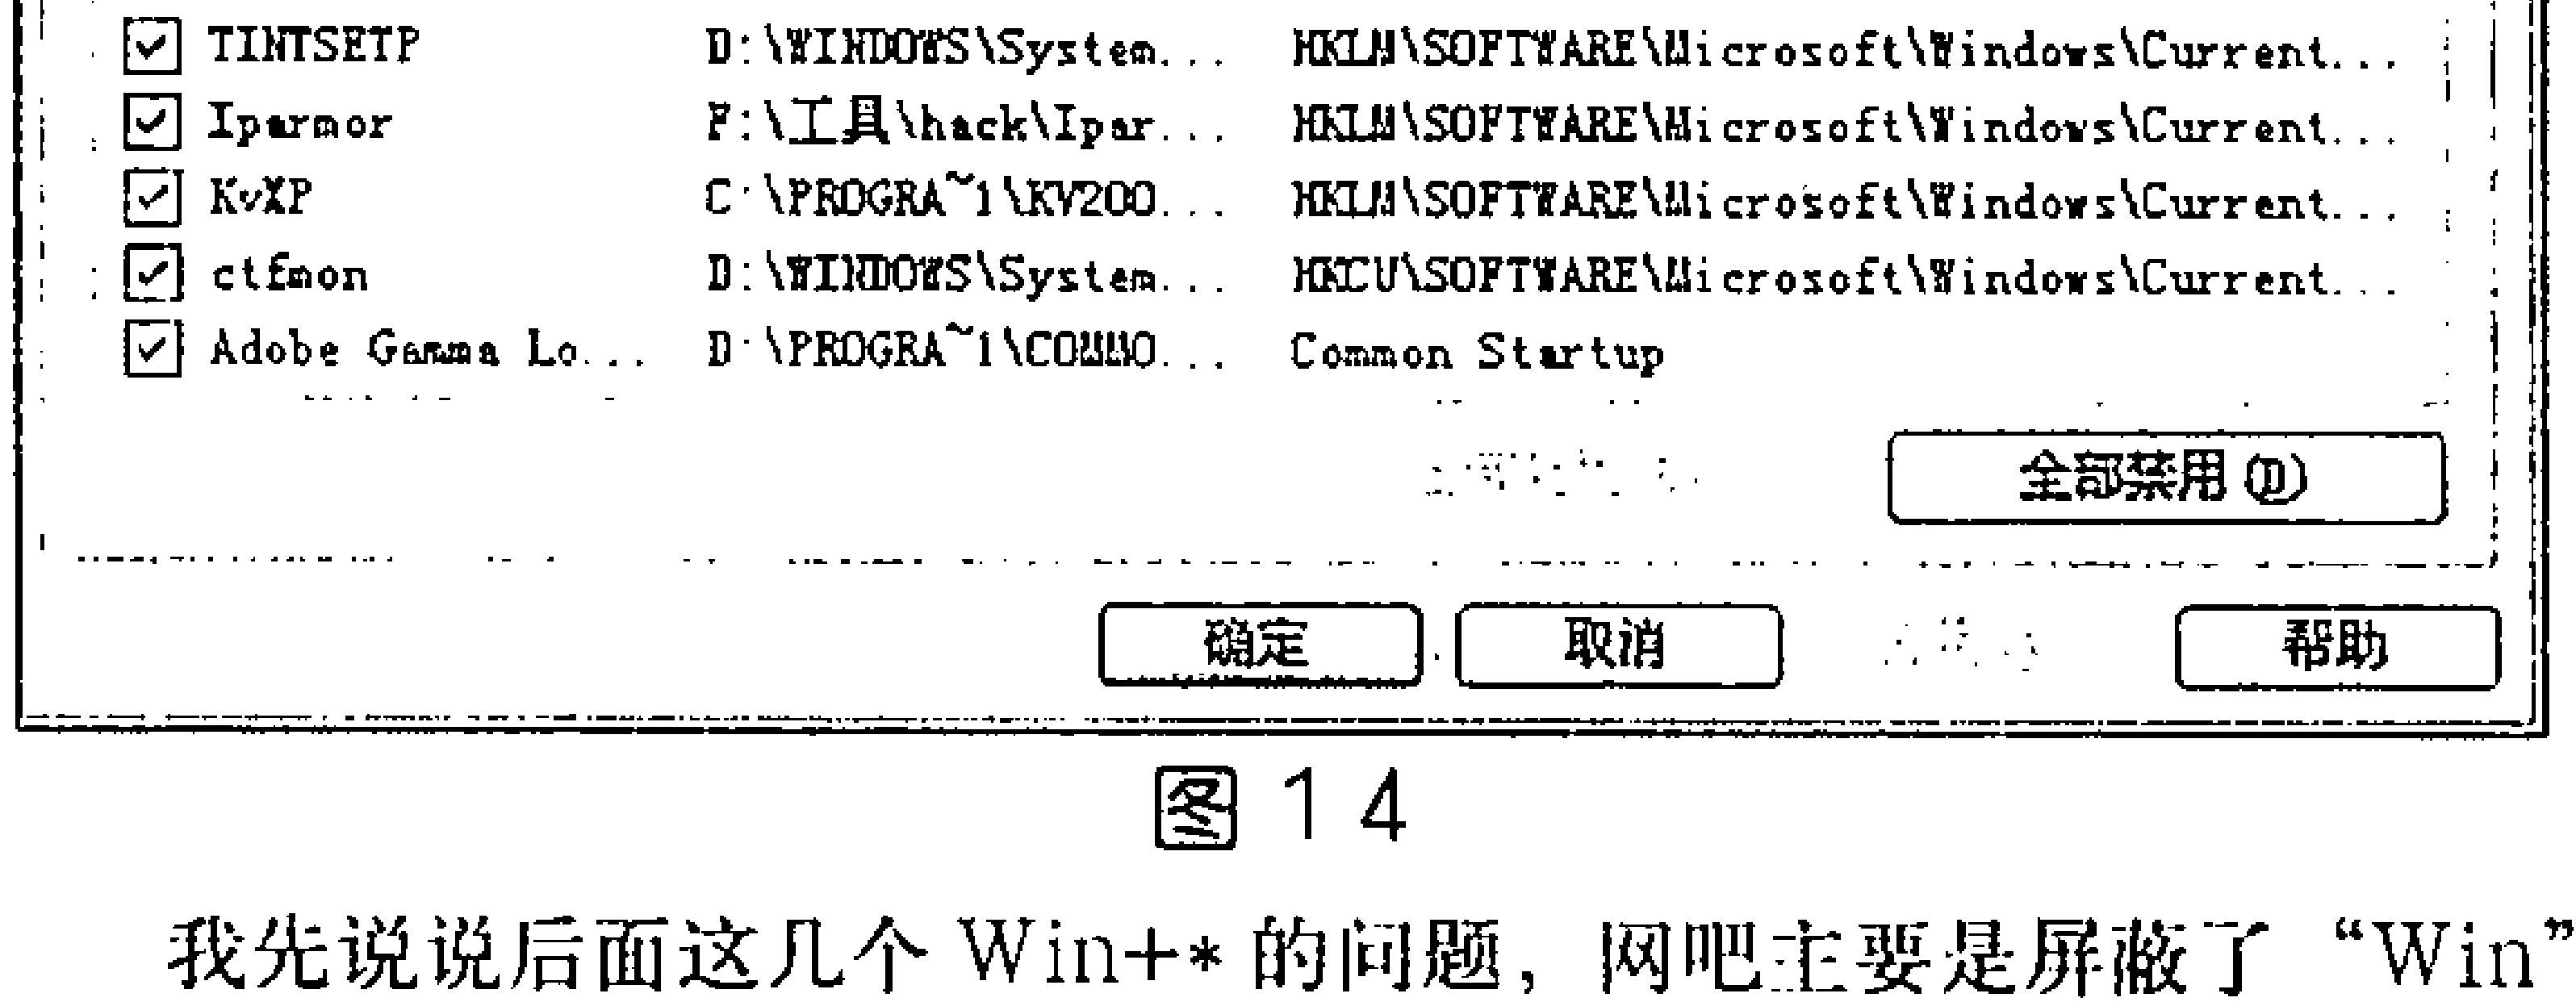 TINTSETP D:\WINDOWS\System... HKLM\SOFTWARE\Microsoft\Windows\Current...
Iparmor F:\工具\hack\Ipar... HKLM\SOFTWARE\Microsoft\Windows\Current...
KvXP C:\PROGRA~1\KV200... HKLM\SOFTWARE\Microsoft\Windows\Current...
ctfmon D:\WINDOWS\System... HKCU\SOFTWARE\Microsoft\Windows\Current...
Adobe Gamma Lo... D:\PROGRA~1\COMMO... Common Startup
全部禁用(D)
确定 取消 帮助
图 14
我先说说后面这几个 Win+* 的问题，网吧主要是屏蔽了 “Win”